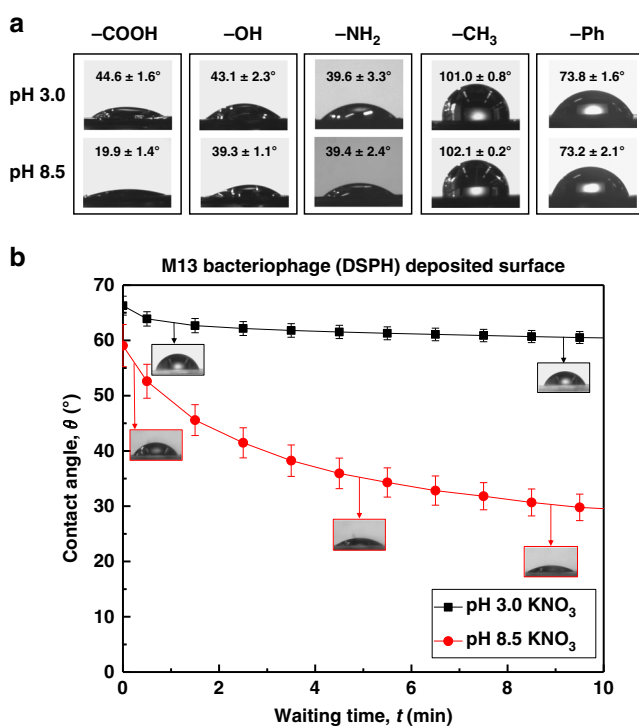 a
–COOH –OH –NH₂ –CH₃ –Ph
pH 3.0
44.6 ± 1.6° 43.1 ± 2.3° 39.6 ± 3.3° 101.0 ± 0.8° 73.8 ± 1.6°
pH 8.5
19.9 ± 1.4° 39.3 ± 1.1° 39.4 ± 2.4° 102.1 ± 0.2° 73.2 ± 2.1°
b
M13 bacteriophage (DSPH) deposited surface
Contact angle, θ (°)
70
60
50
40
30
20
10
0
pH 3.0 KNO₃
pH 8.5 KNO₃
0 2 4 6 8 10
Waiting time, t (min)